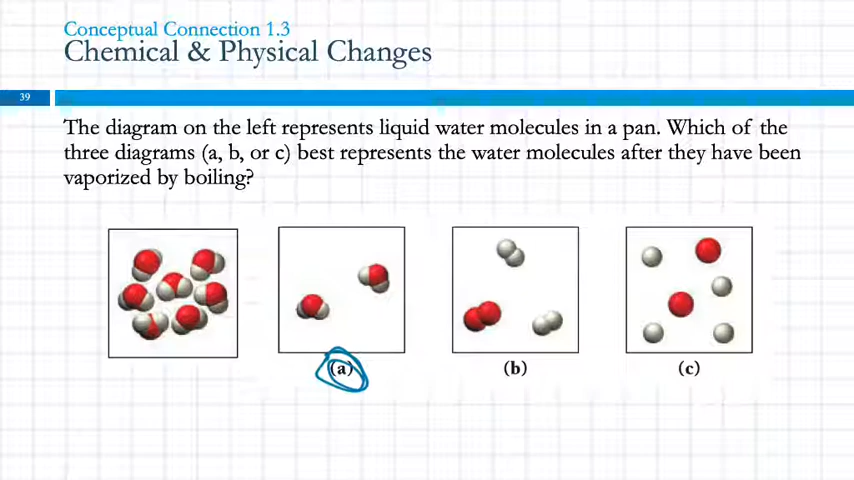 Conceptual Connection 1.3
Chemical & Physical Changes
39
The diagram on the left represents liquid water molecules in a pan. Which of the
three diagrams (a, b, or c) best represents the water molecules after they have been
vaporized by boiling?
(a) (b) (c)